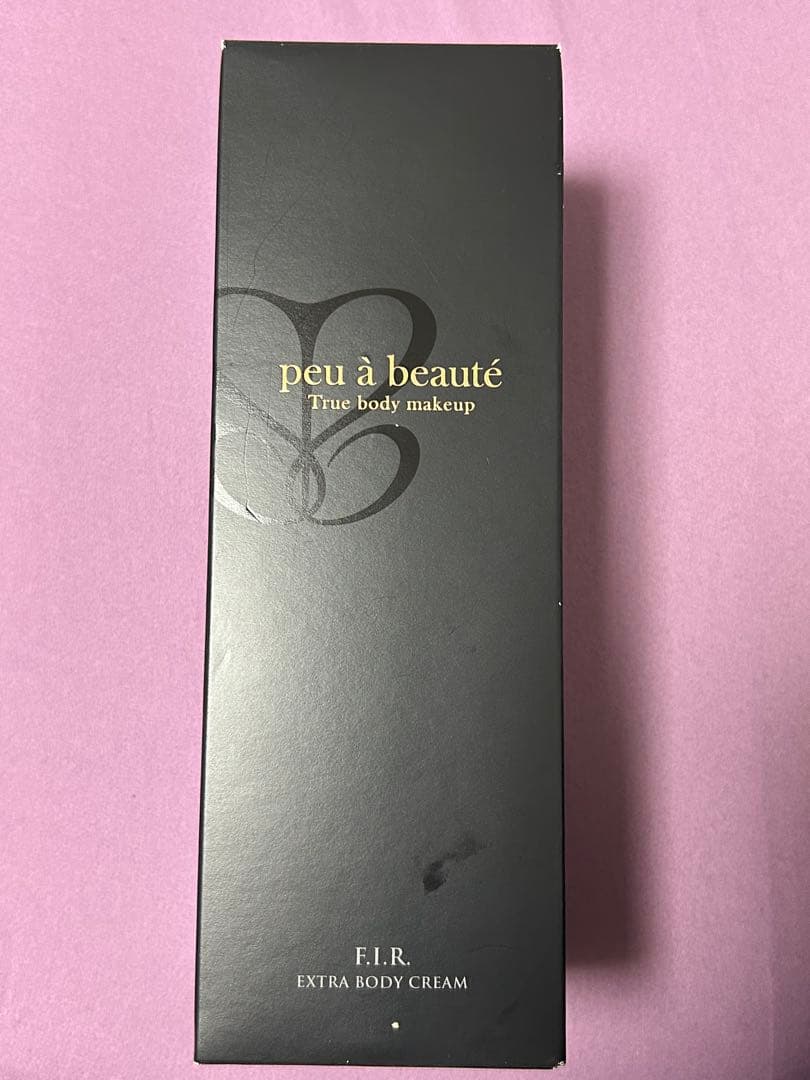 peu à beauté
True body makeup
F.I.R.
EXTRA BODY CREAM